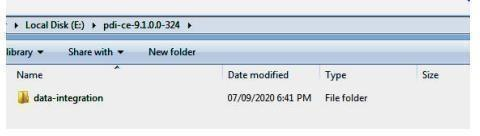 Local Disk (E:) ▸ pdi-ce-9.1.0.0-324 ▸
library Share with New folder
Name Date modified Type Size
data-integration 07/09/2020 6:41 PM File folder